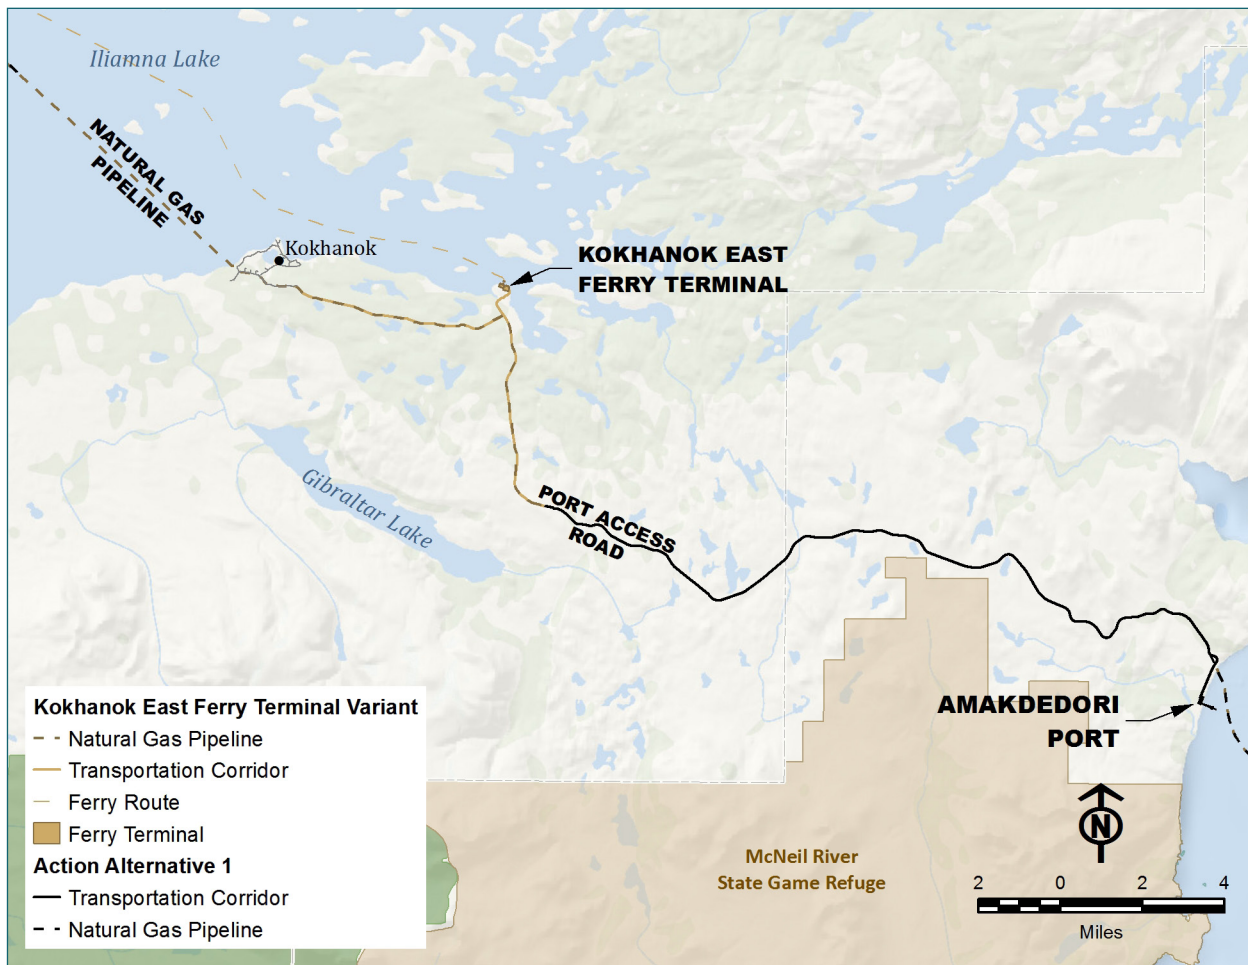 Iliamna Lake
NATURAL GAS
PIPELINE
Kokhanok
KOKHANOK EAST
FERRY TERMINAL
Gibraltar Lake
PORT ACCESS
ROAD
AMAKDEDORI
PORT
McNeil River
State Game Refuge
N
2 0 2 4
Miles
Kokhanok East Ferry Terminal Variant
Natural Gas Pipeline
Transportation Corridor
Ferry Route
Ferry Terminal
Action Alternative 1
Transportation Corridor
Natural Gas Pipeline